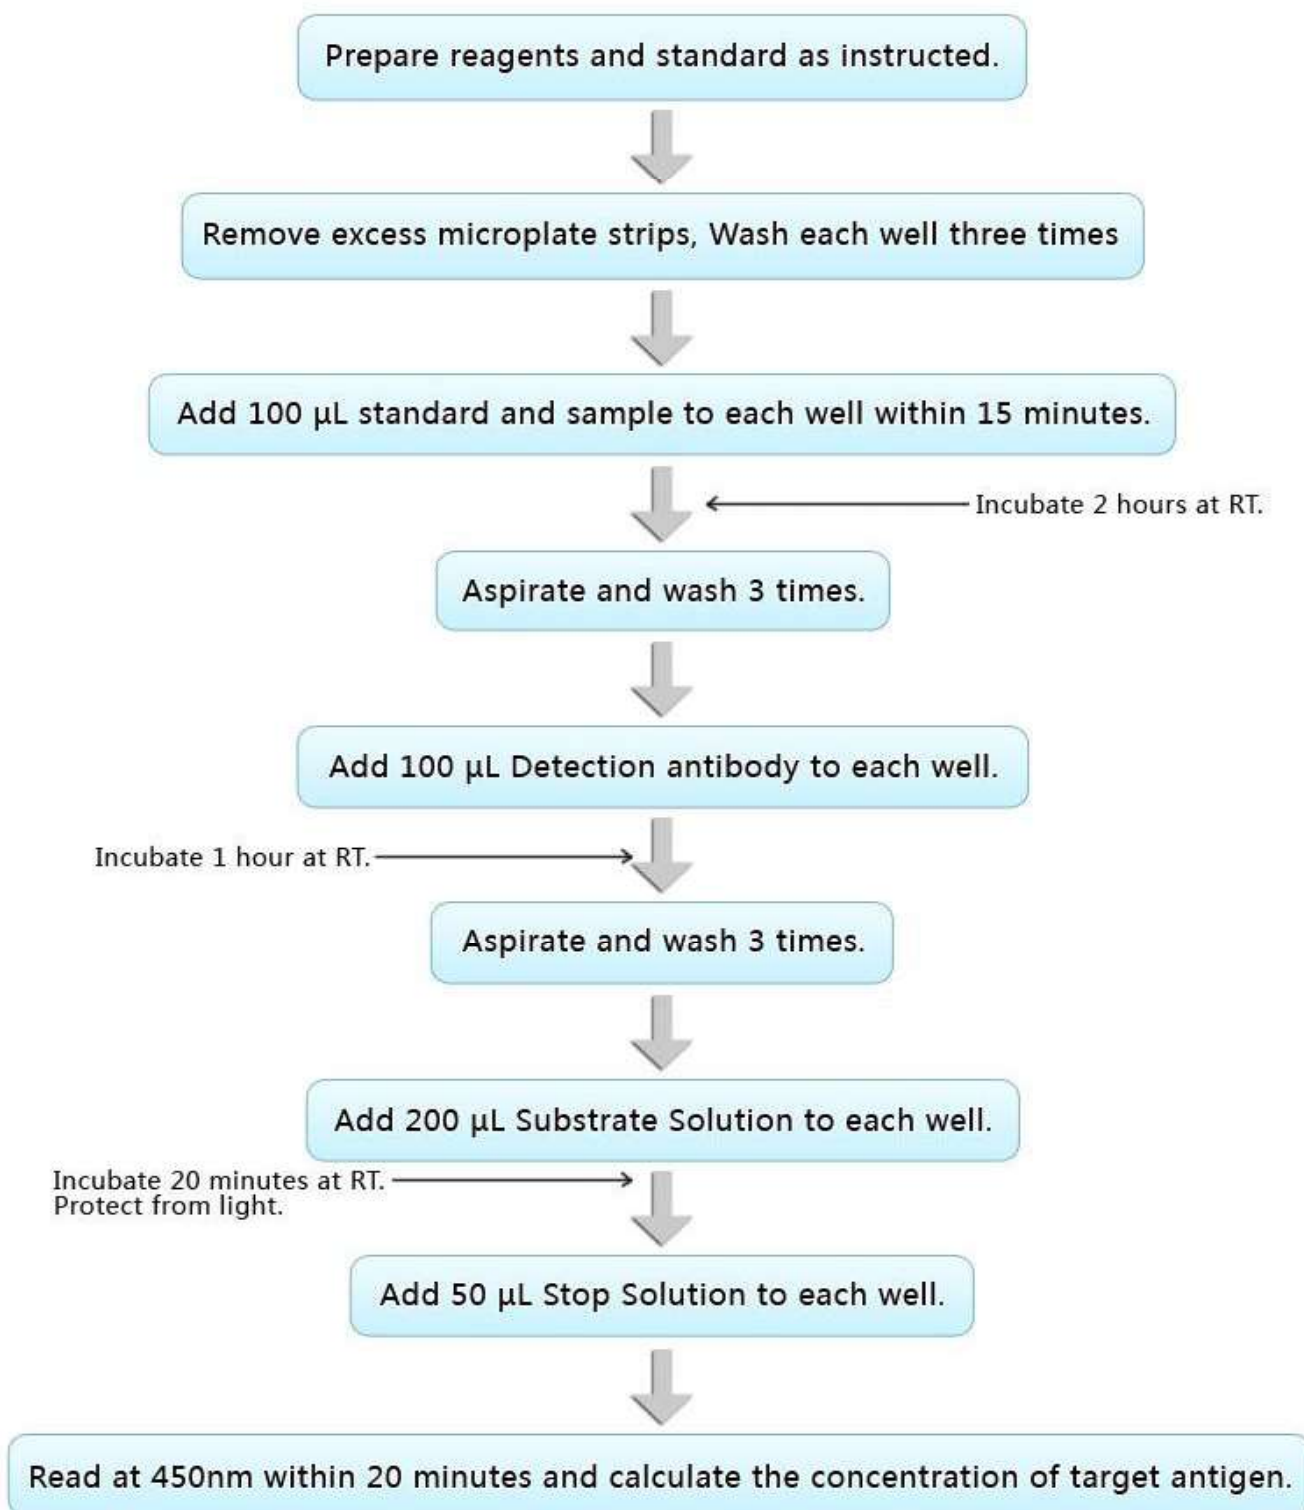 Prepare reagents and standard as instructed.
Remove excess microplate strips, Wash each well three times
Add 100 μL standard and sample to each well within 15 minutes.
Incubate 2 hours at RT.
Aspirate and wash 3 times.
Add 100 μL Detection antibody to each well.
Incubate 1 hour at RT.
Aspirate and wash 3 times.
Add 200 μL Substrate Solution to each well.
Incubate 20 minutes at RT.
Protect from light.
Add 50 μL Stop Solution to each well.
Read at 450nm within 20 minutes and calculate the concentration of target antigen.